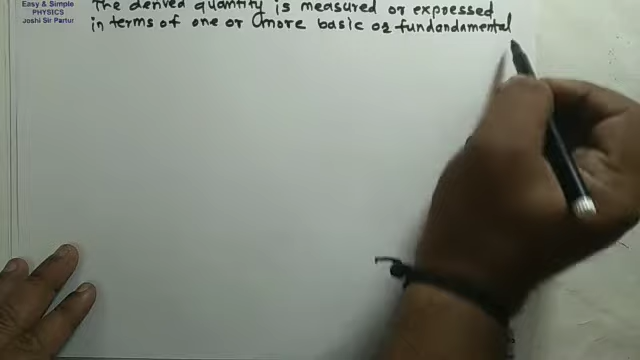 Easy & Simple
PHYSICS
Joshi Sir Partur
The derived quantity is measured or expressed
in terms of one or more basic or fundandamental